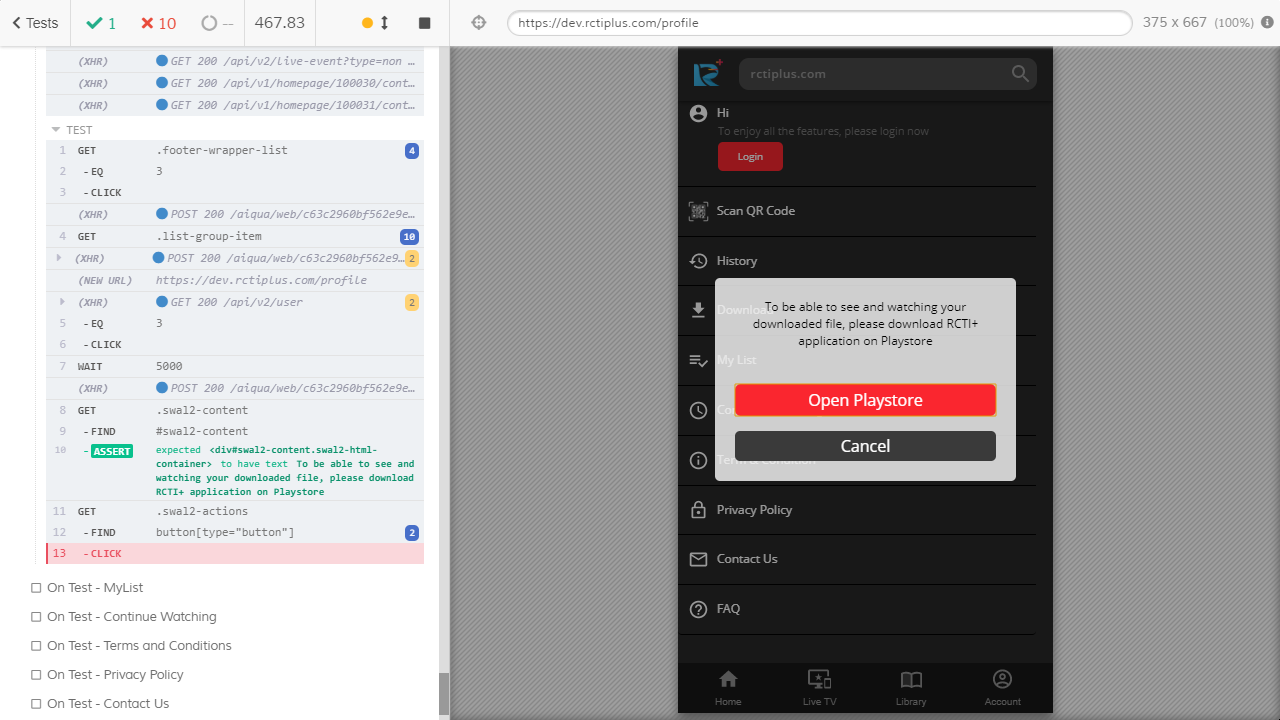 Tests
1
10
--
467.83
https://dev.rctiplus.com/profile
375 x 667 (100%)
(XHR) GET 200 /api/v2/live-event?type=non ...
(XHR) GET 200 /api/v1/homepage/100030/cont...
(XHR) GET 200 /api/v1/homepage/100031/cont...
TEST
1 GET .footer-wrapper-list 4
2 - EQ 3
3 - CLICK
(XHR) POST 200 /aiqua/web/c63c2960bf562e9e...
4 GET .list-group-item 10
(XHR) POST 200 /aiqua/web/c63c2960bf562e9... 2
(NEW URL) https://dev.rctiplus.com/profile
(XHR) GET 200 /api/v2/user 2
5 - EQ 3
6 - CLICK
7 WAIT 5000
(XHR) POST 200 /aiqua/web/c63c2960bf562e9e...
8 GET .swal2-content
9 - FIND #swal2-content
10 - ASSERT expected <div#swal2-content.swal2-html-
container> to have text To be able to see and
watching your downloaded file, please download
RCTI+ application on Playstore
11 GET .swal2-actions
12 - FIND button[type="button"] 2
13 - CLICK
On Test - MyList
On Test - Continue Watching
On Test - Terms and Conditions
On Test - Privacy Policy
On Test - Contact Us
rctiplus.com
Hi
To enjoy all the features, please login now
Login
Scan QR Code
History
Download
My List
Term & Condition
Privacy Policy
Contact Us
FAQ
To be able to see and watching your
downloaded file, please download RCTI+
application on Playstore
Open Playstore
Cancel
Home
Live TV
Library
Account